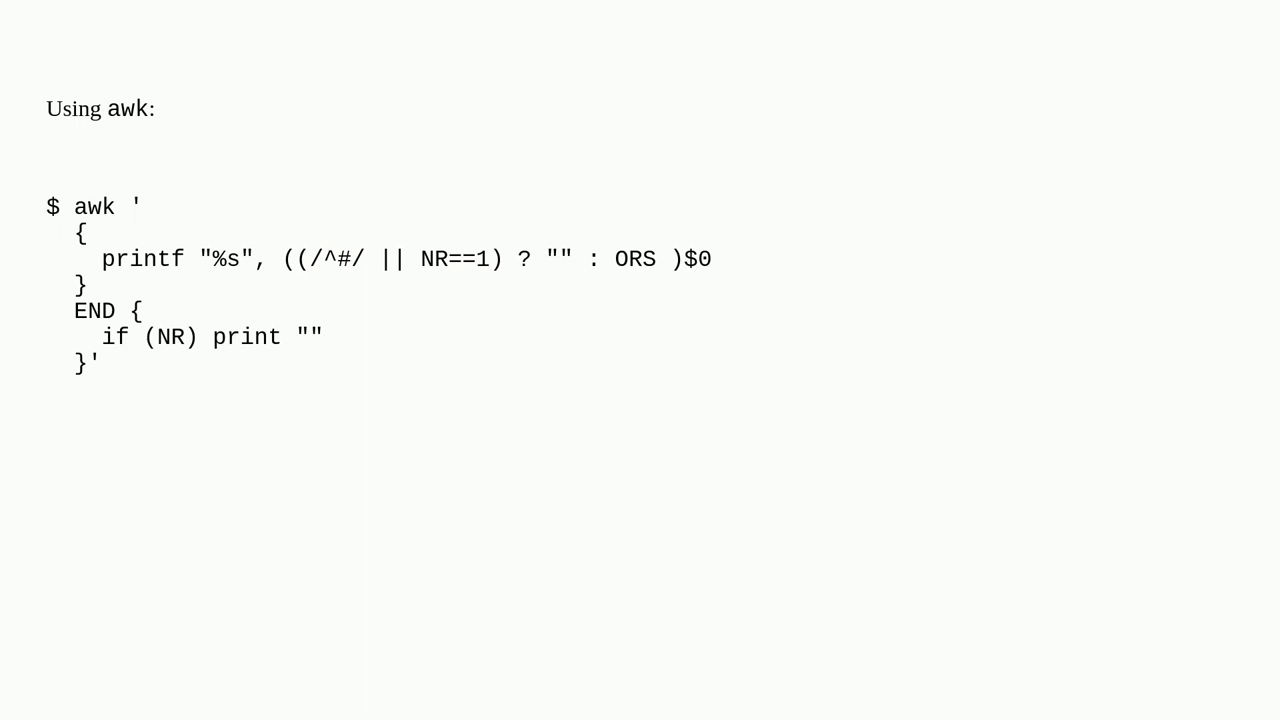 Using awk:
$ awk '
  {
    printf "%s", ((/^#/ || NR==1) ? "" : ORS )$0
  }
  END {
    if (NR) print ""
  }'